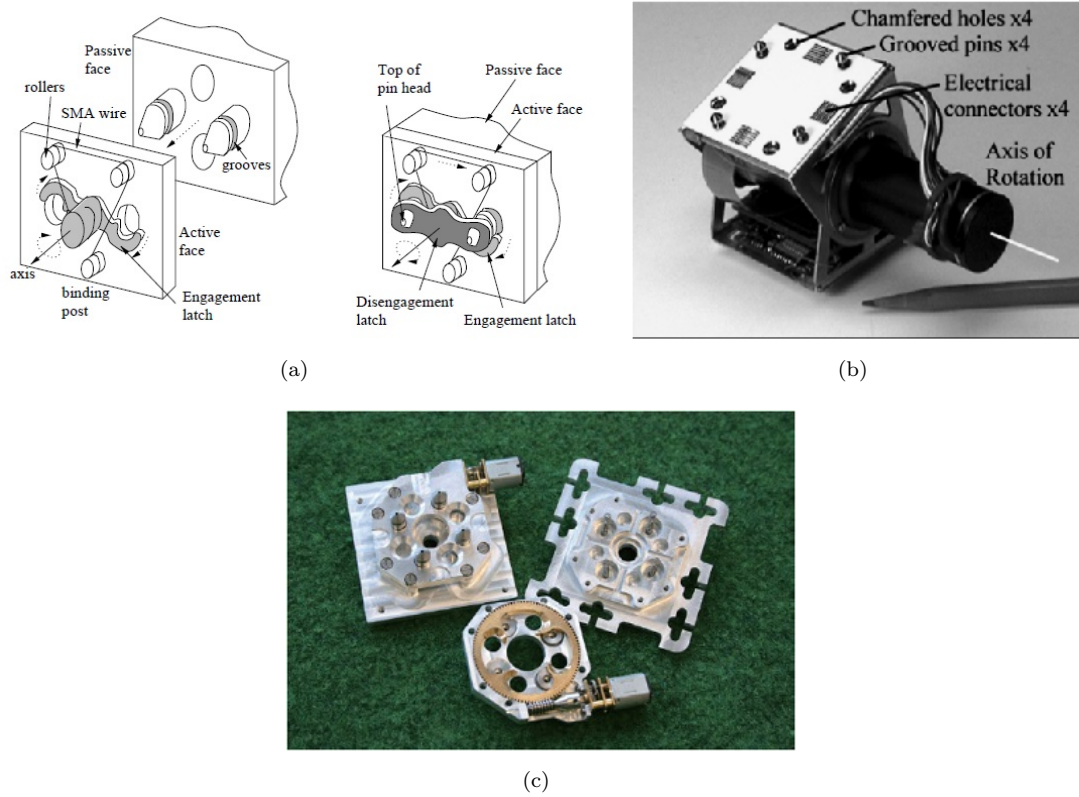 Passive
face
rollers
SMA wire
grooves
Active
face
axis
binding
post
Engagement
latch
Top of
pin head
Passive face
Active face
Disengagement
latch
Engagement latch
(a)
Chamfered holes x4
Grooved pins x4
Electrical
connectors x4
Axis of
Rotation
(b)
(c)